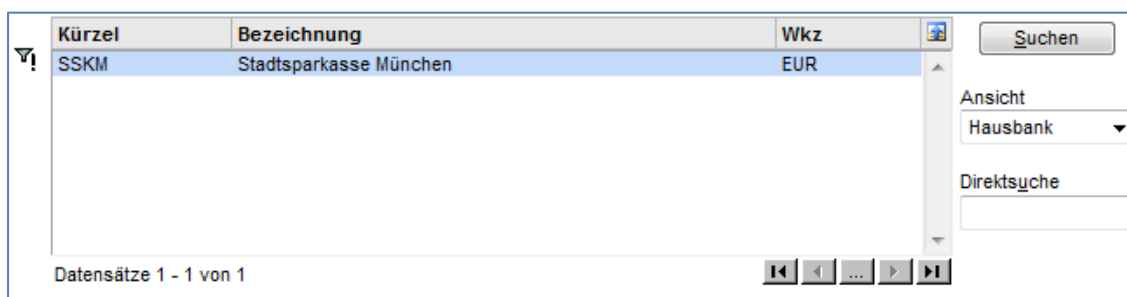 Kürzel Bezeichnung Wkz
SSKM Stadtsparkasse München EUR
Datensätze 1 - 1 von 1
...
Suchen
Ansicht
Hausbank
Direktsuche